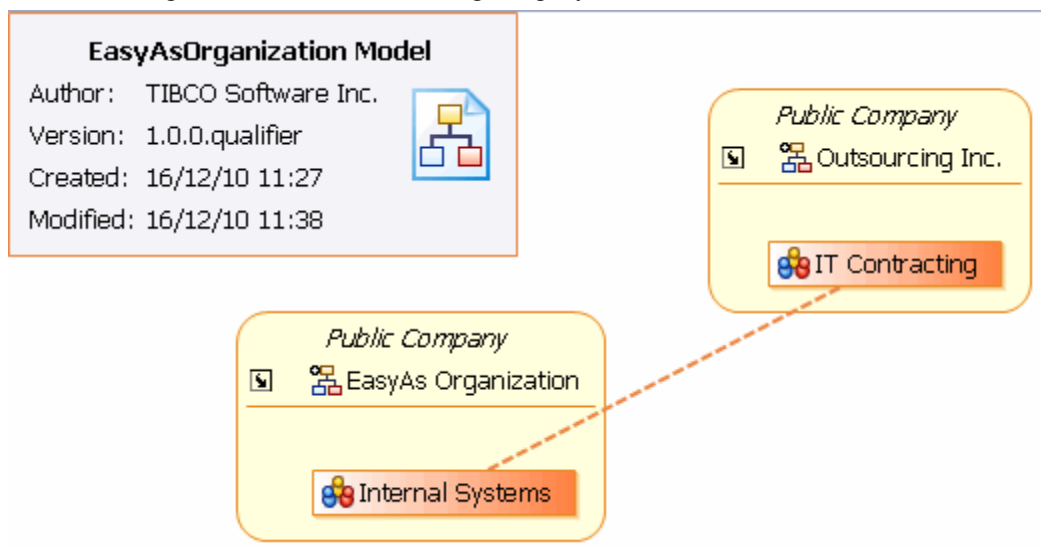 EasyAsOrganization Model
Author: TIBCO Software Inc.
Version: 1.0.0.qualifier
Created: 16/12/10 11:27
Modified: 16/12/10 11:38
Public Company
Outsourcing Inc.
IT Contracting
Public Company
EasyAs Organization
Internal Systems